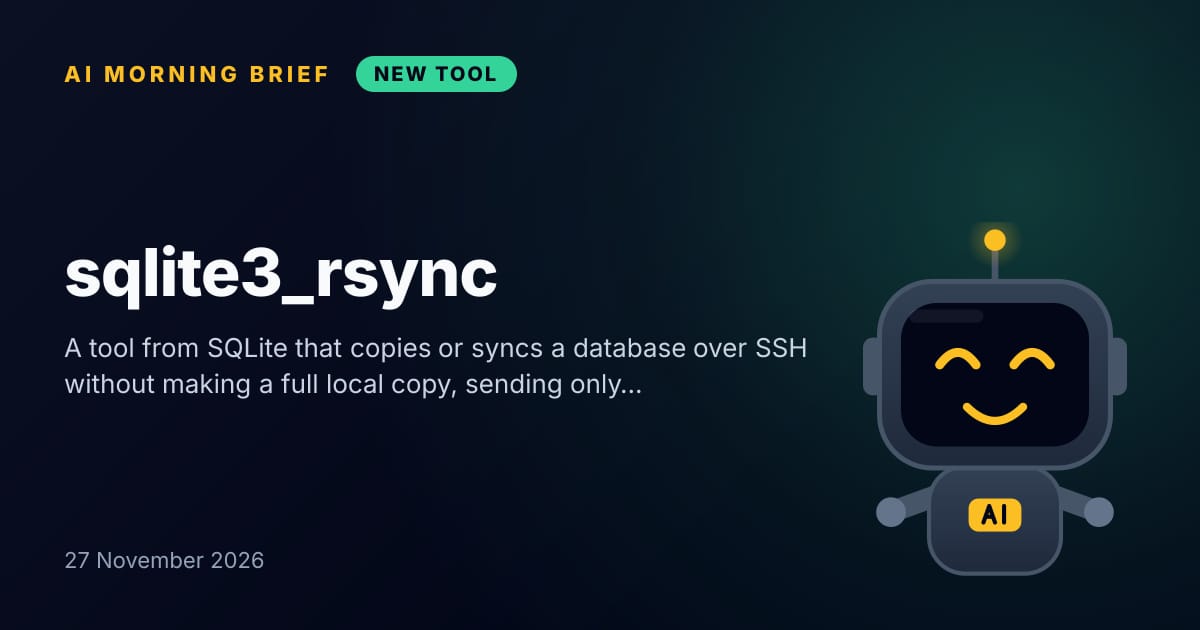 AI MORNING BRIEF
NEW TOOL
sqlite3_rsync
A tool from SQLite that copies or syncs a database over SSH
without making a full local copy, sending only...
AI
27 November 2026